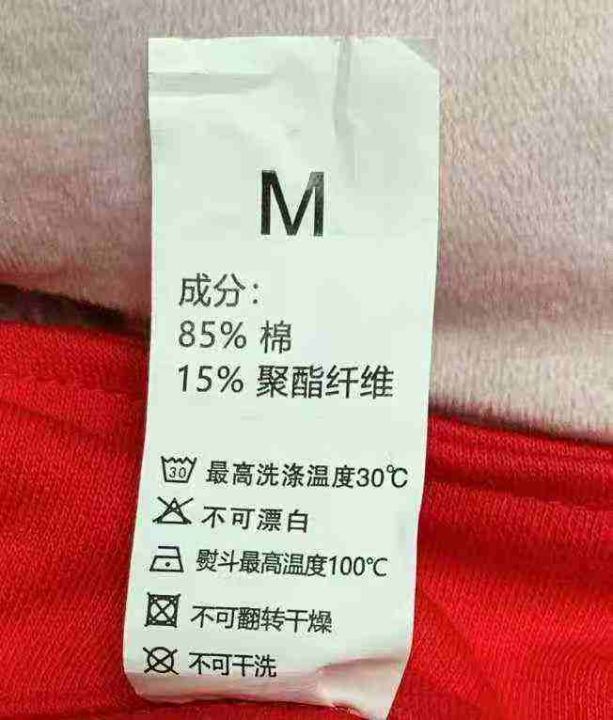 M
成分：
85% 棉
15% 聚酯纤维
30 最高洗涤温度30℃
不可漂白
熨斗最高温度100℃
不可翻转干燥
不可干洗